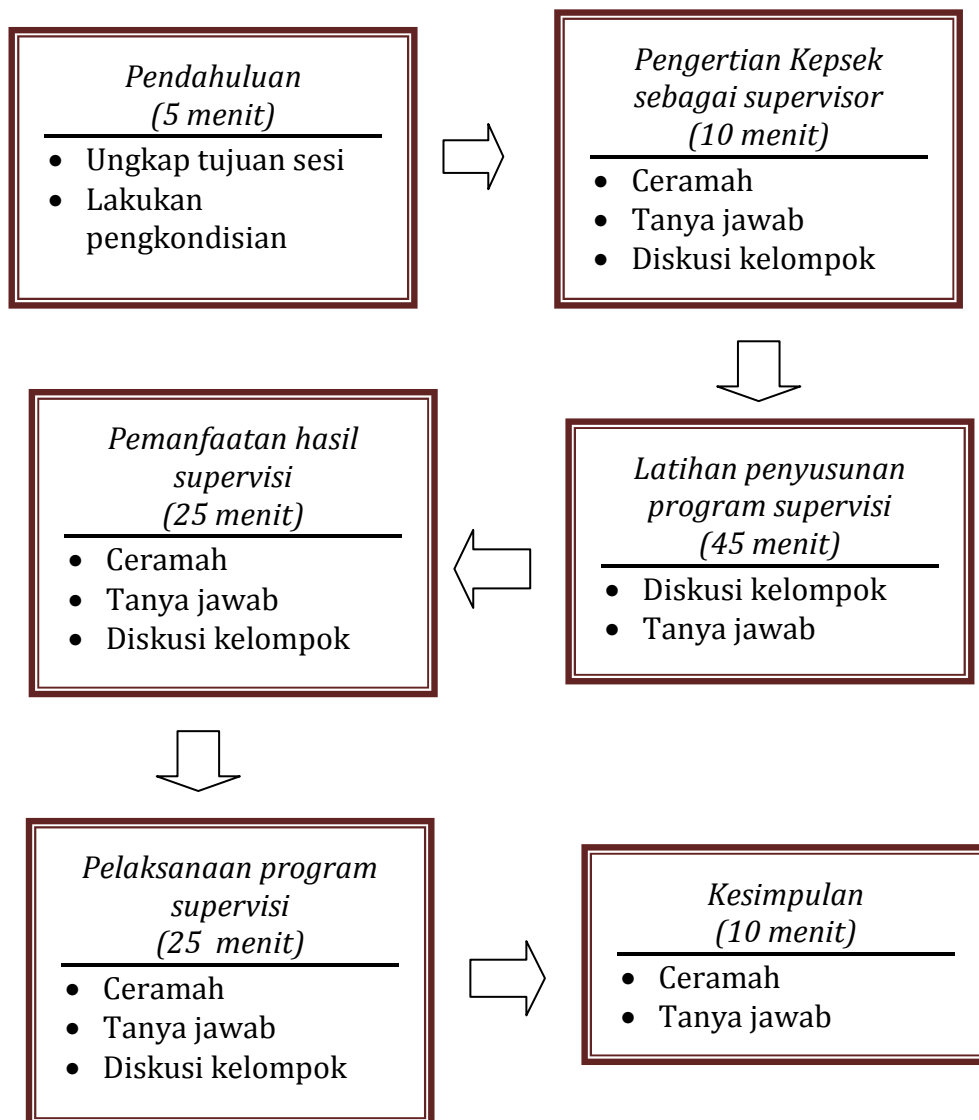 Pendahuluan
(5 menit)
• Ungkap tujuan sesi
• Lakukan
pengkondisian
Pengertian Kepsek
sebagai supervisor
(10 menit)
• Ceramah
• Tanya jawab
• Diskusi kelompok
Latihan penyusunan
program supervisi
(45 menit)
• Diskusi kelompok
• Tanya jawab
Pemanfaatan hasil
supervisi
(25 menit)
• Ceramah
• Tanya jawab
• Diskusi kelompok
Pelaksanaan program
supervisi
(25 menit)
• Ceramah
• Tanya jawab
• Diskusi kelompok
Kesimpulan
(10 menit)
• Ceramah
• Tanya jawab